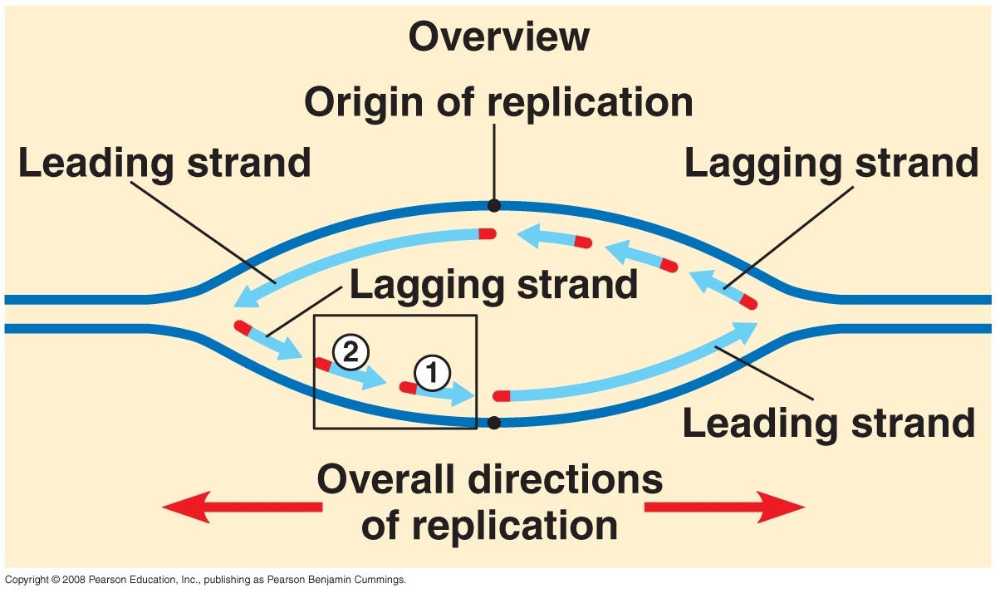 Overview
Origin of replication
Leading strand
Lagging strand
Lagging strand
2
1
Leading strand
Overall directions
of replication
Copyright © 2008 Pearson Education, Inc., publishing as Pearson Benjamin Cummings.